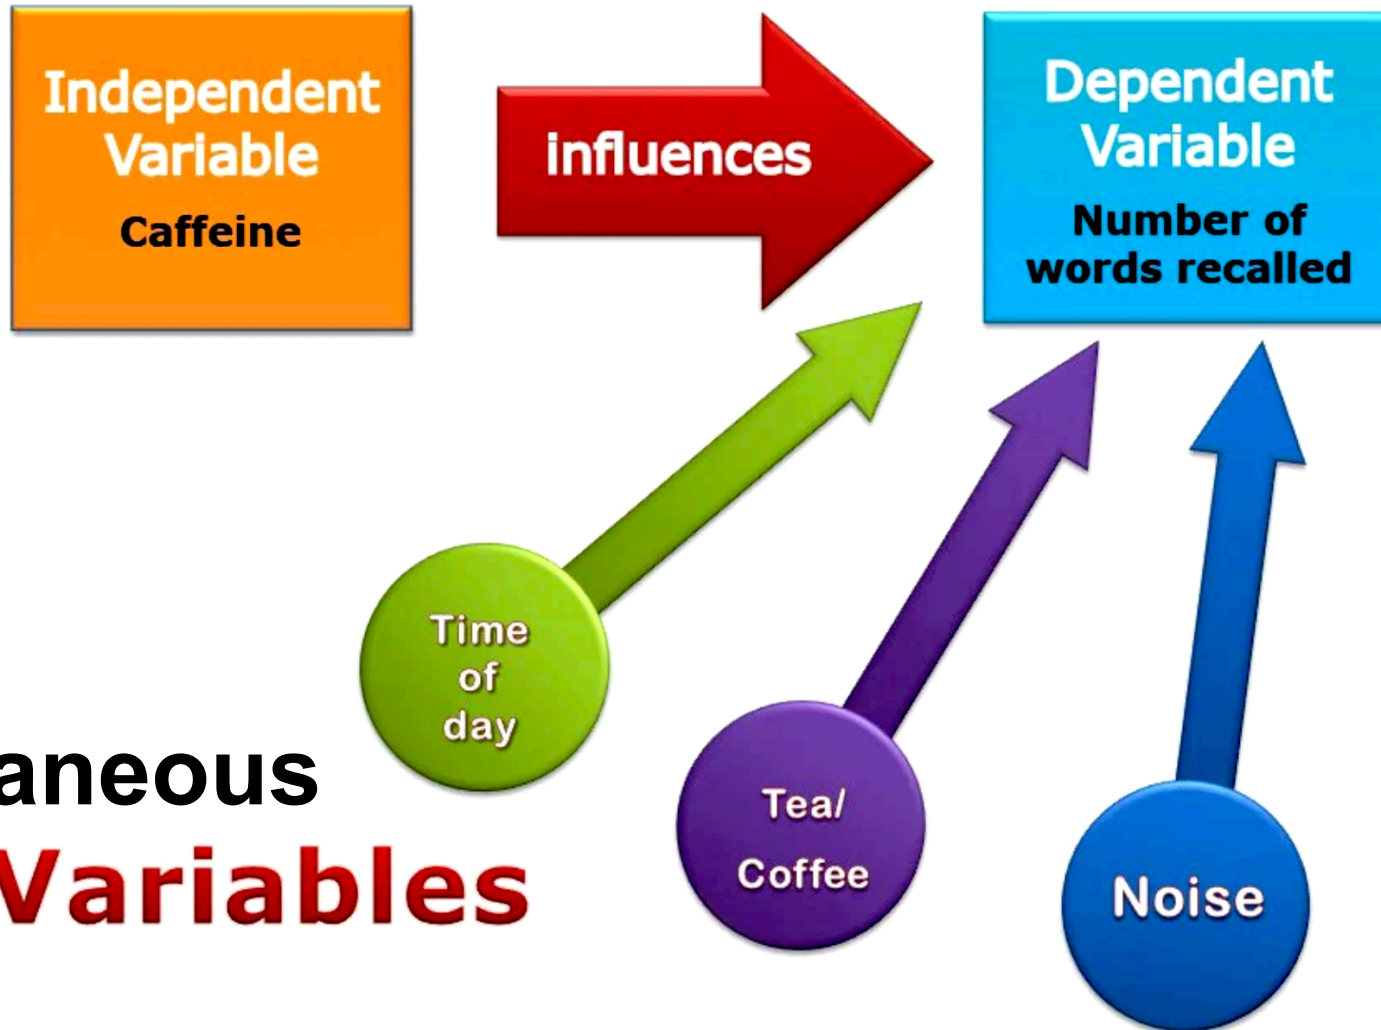 Independent
Variable
Caffeine
influences
Dependent
Variable
Number of
words recalled
Time
of
day
Tea/
Coffee
Noise
aneous
Variables